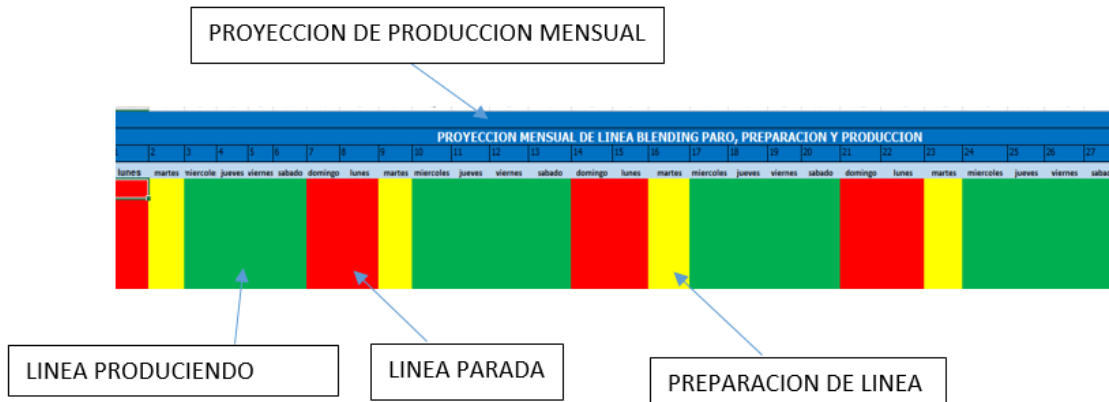 PROYECCION DE PRODUCCION MENSUAL
PROYECCION MENSUAL DE LINEA BLENDING PARO, PREPARACION Y PRODUCCION
1 2 3 4 5 6 7 8 9 10 11 12 13 14 15 16 17 18 19 20 21 22 23 24 25 26 27
lunes martes miercole jueves viernes sabado domingo lunes martes miercoles jueves viernes sabado domingo lunes martes miercoles jueves viernes sabado domingo lunes martes miercoles jueves viernes sabad
LINEA PRODUCIENDO
LINEA PARADA
PREPARACION DE LINEA